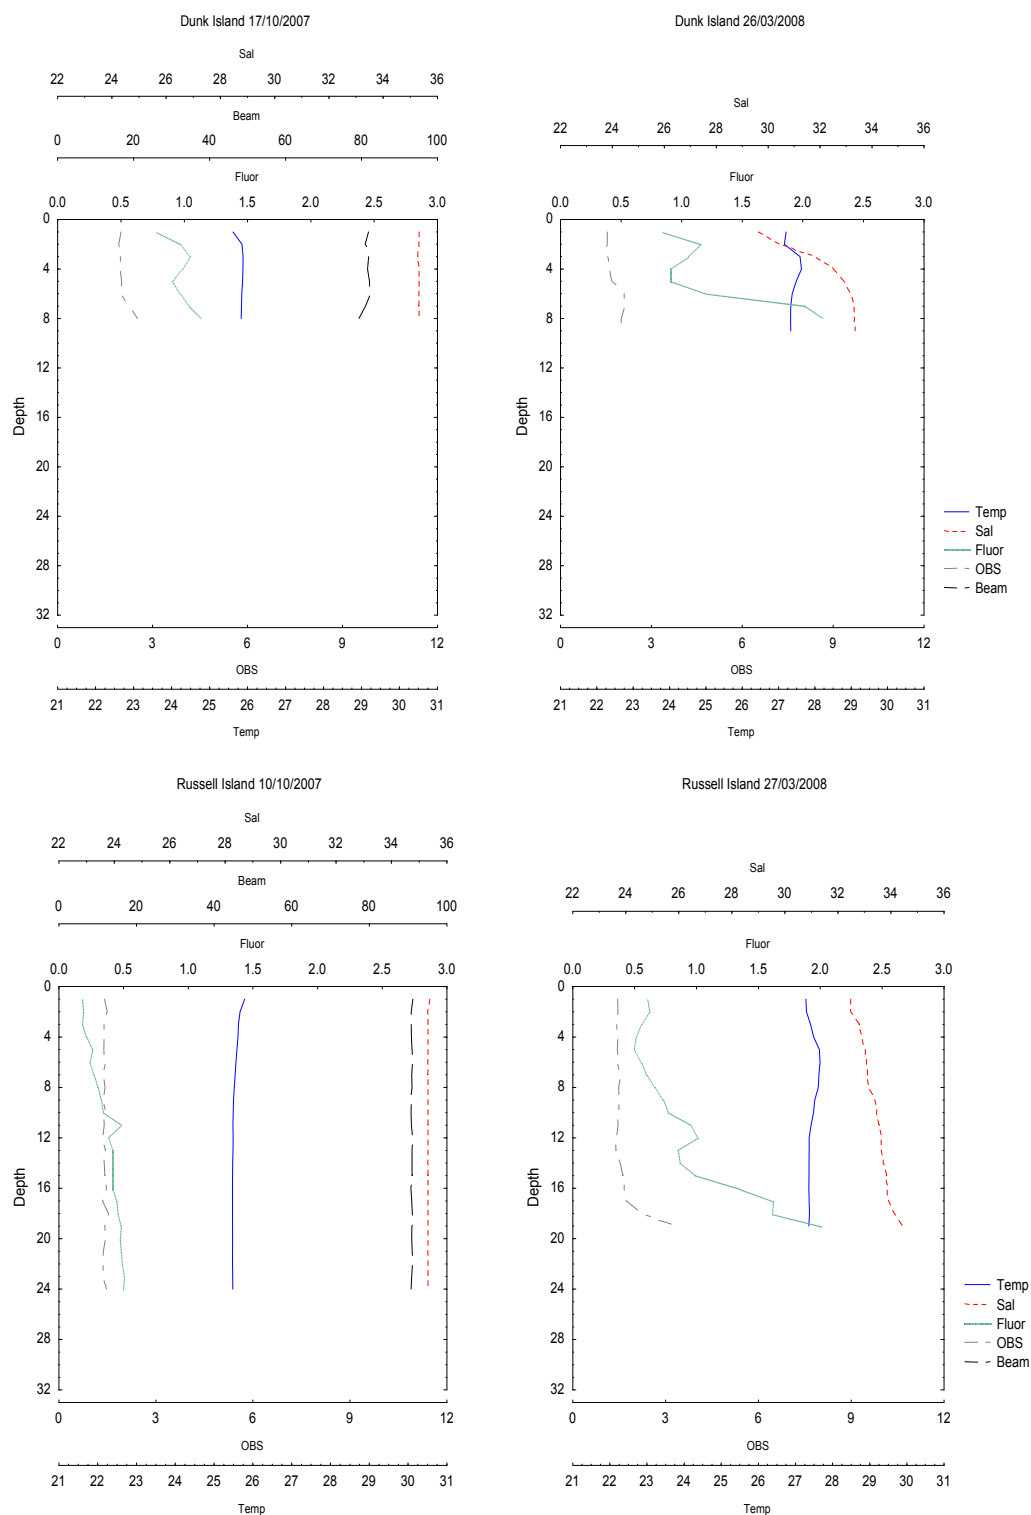 Dunk Island 17/10/2007
Sal
22 24 26 28 30 32 34 36
Beam
0 20 40 60 80 100
Fluor
0.0 0.5 1.0 1.5 2.0 2.5 3.0
0
4
8
12
16
20
24
28
32
Depth
0 3 6 9 12
OBS
21 22 23 24 25 26 27 28 29 30 31
Temp
Dunk Island 26/03/2008
Sal
22 24 26 28 30 32 34 36
Fluor
0.0 0.5 1.0 1.5 2.0 2.5 3.0
0
4
8
12
16
20
24
28
32
Depth
0 3 6 9 12
OBS
21 22 23 24 25 26 27 28 29 30 31
Temp
Temp
Sal
Fluor
OBS
Beam
Russell Island 10/10/2007
Sal
22 24 26 28 30 32 34 36
Beam
0 20 40 60 80 100
Fluor
0.0 0.5 1.0 1.5 2.0 2.5 3.0
0
4
8
12
16
20
24
28
32
Depth
0 3 6 9 12
OBS
21 22 23 24 25 26 27 28 29 30 31
Temp
Russell Island 27/03/2008
Sal
22 24 26 28 30 32 34 36
Fluor
0.0 0.5 1.0 1.5 2.0 2.5 3.0
0
4
8
12
16
20
24
28
32
Depth
0 3 6 9 12
OBS
21 22 23 24 25 26 27 28 29 30 31
Temp
Temp
Sal
Fluor
OBS
Beam